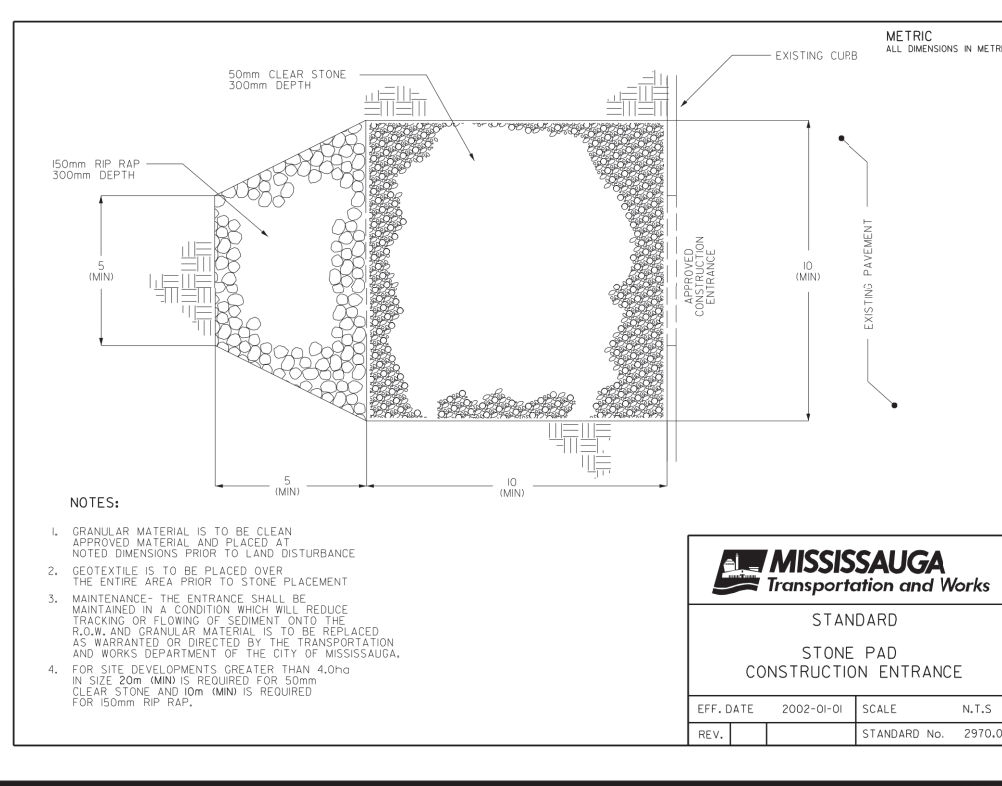 METRIC
ALL DIMENSIONS IN METR
EXISTING CURB
50mm CLEAR STONE
300mm DEPTH
150mm RIP RAP
300mm DEPTH
5
(MIN)
APPROVED
CONSTRUCTION
ENTRANCE
10
(MIN)
EXISTING PAVEMENT
5
(MIN)
10
(MIN)
NOTES:
1. GRANULAR MATERIAL IS TO BE CLEAN
APPROVED MATERIAL AND PLACED AT
NOTED DIMENSIONS PRIOR TO LAND DISTURBANCE
2. GEOTEXTILE IS TO BE PLACED OVER
THE ENTIRE AREA PRIOR TO STONE PLACEMENT
3. MAINTENANCE- THE ENTRANCE SHALL BE
MAINTAINED IN A CONDITION WHICH WILL REDUCE
TRACKING OR FLOWING OF SEDIMENT ONTO THE
R.O.W. AND GRANULAR MATERIAL IS TO BE REPLACED
AS WARRANTED OR DIRECTED BY THE TRANSPORTATION
AND WORKS DEPARTMENT OF THE CITY OF MISSISSAUGA.
4. FOR SITE DEVELOPMENTS GREATER THAN 4.0ha
IN SIZE 20m (MIN) IS REQUIRED FOR 50mm
CLEAR STONE AND 10m (MIN) IS REQUIRED
FOR 150mm RIP RAP.
MISSISSAUGA
Transportation and Works
STANDARD
STONE PAD
CONSTRUCTION ENTRANCE
EFF. DATE 2002-01-01 SCALE N.T.S
REV. STANDARD No. 2970.0